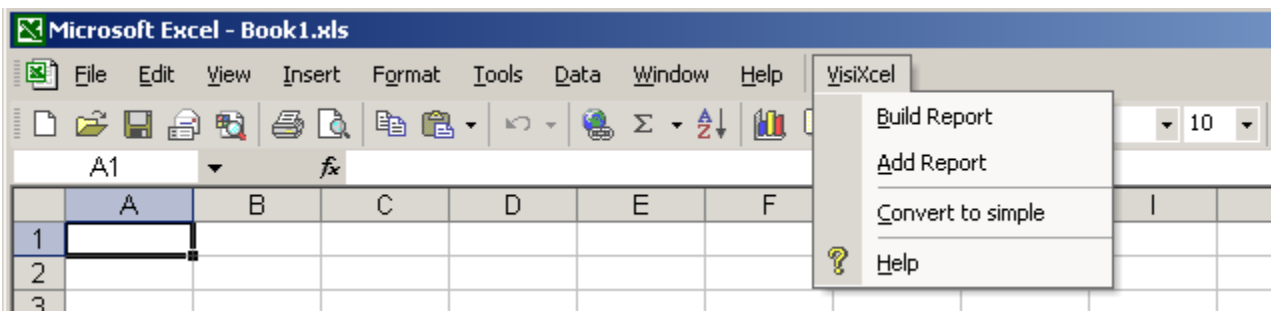 Microsoft Excel - Book1.xls
File Edit View Insert Format Tools Data Window Help VisiXcel
Build Report
10
Add Report
A1 fx
Convert to simple
A B C D E F I
1
Help
2
3